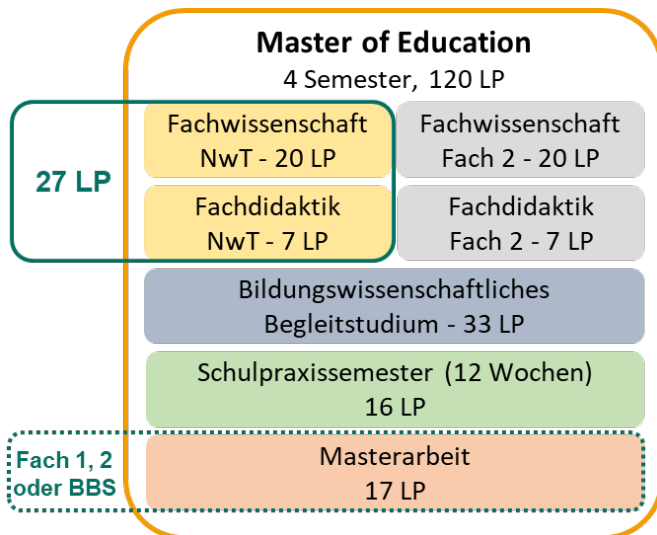 Master of Education
4 Semester, 120 LP
27 LP
Fachwissenschaft
NwT - 20 LP
Fachwissenschaft
Fach 2 - 20 LP
Fachdidaktik
NwT - 7 LP
Fachdidaktik
Fach 2 - 7 LP
Bildungswissenschaftliches
Begleitstudium - 33 LP
Schulpraxissemester (12 Wochen)
16 LP
Fach 1, 2
oder BBS
Masterarbeit
17 LP